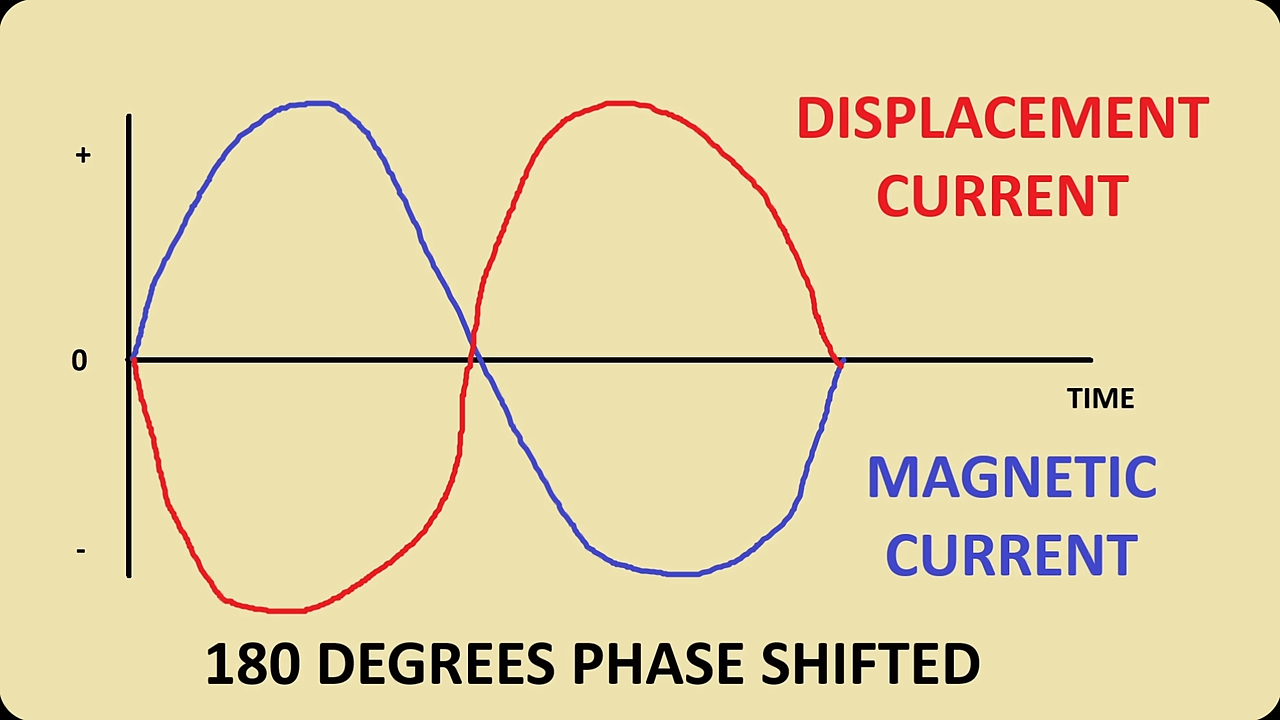 DISPLACEMENT
CURRENT
+
0
TIME
MAGNETIC
CURRENT
-
180 DEGREES PHASE SHIFTED